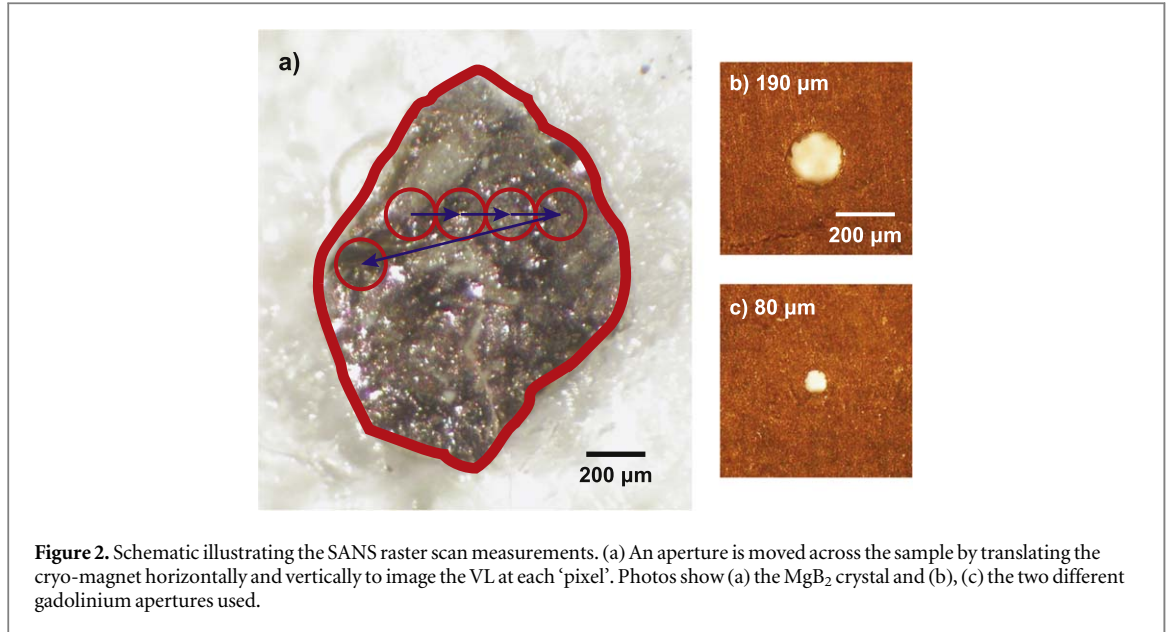 a)
200 μm
b) 190 μm
200 μm
c) 80 μm
Figure 2. Schematic illustrating the SANS raster scan measurements. (a) An aperture is moved across the sample by translating the
cryo-magnet horizontally and vertically to image the VL at each ‘pixel’. Photos show (a) the MgB₂ crystal and (b), (c) the two different
gadolinium apertures used.